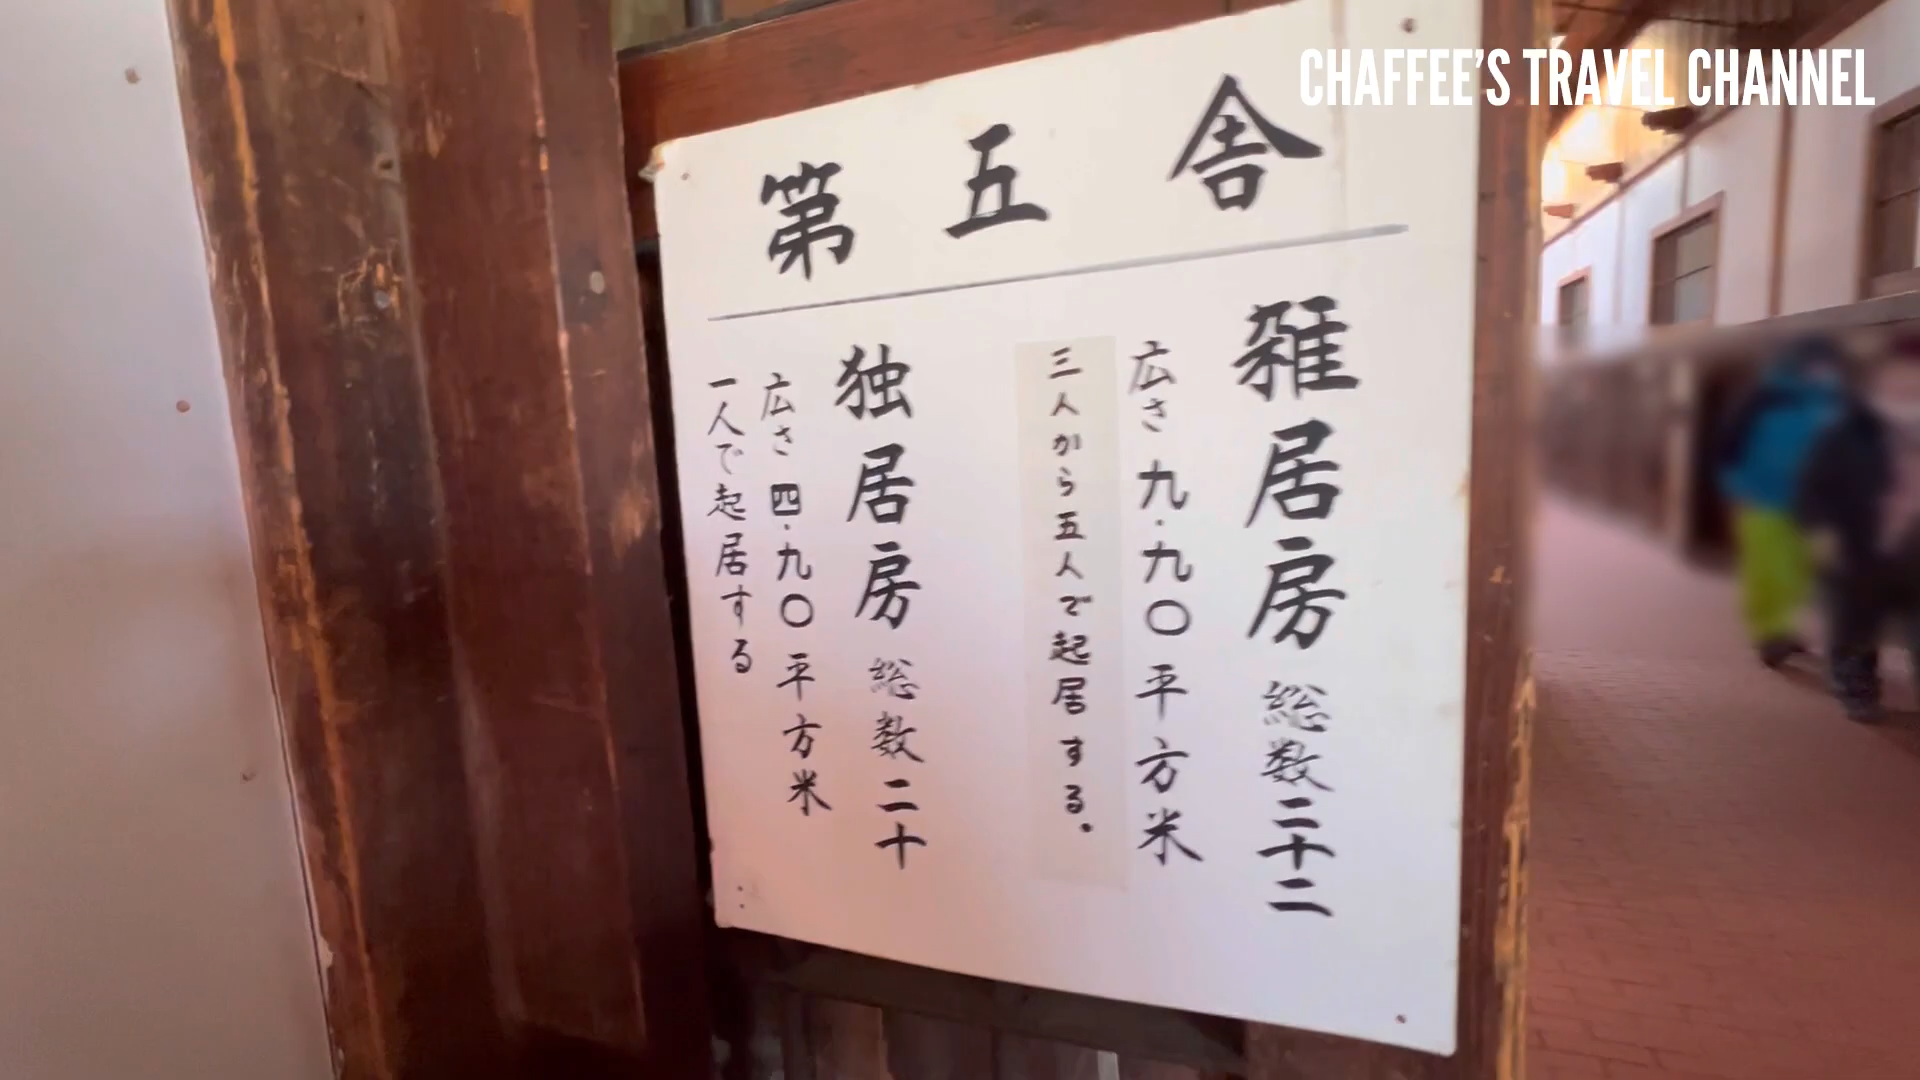 CHAFFEE'S TRAVEL CHANNEL
第五舎
雑居房 総数二十二
広さ 九・九〇平方米
三人から五人で起居する。
独居房 総数二十
広さ 四・九〇平方米
一人で起居する